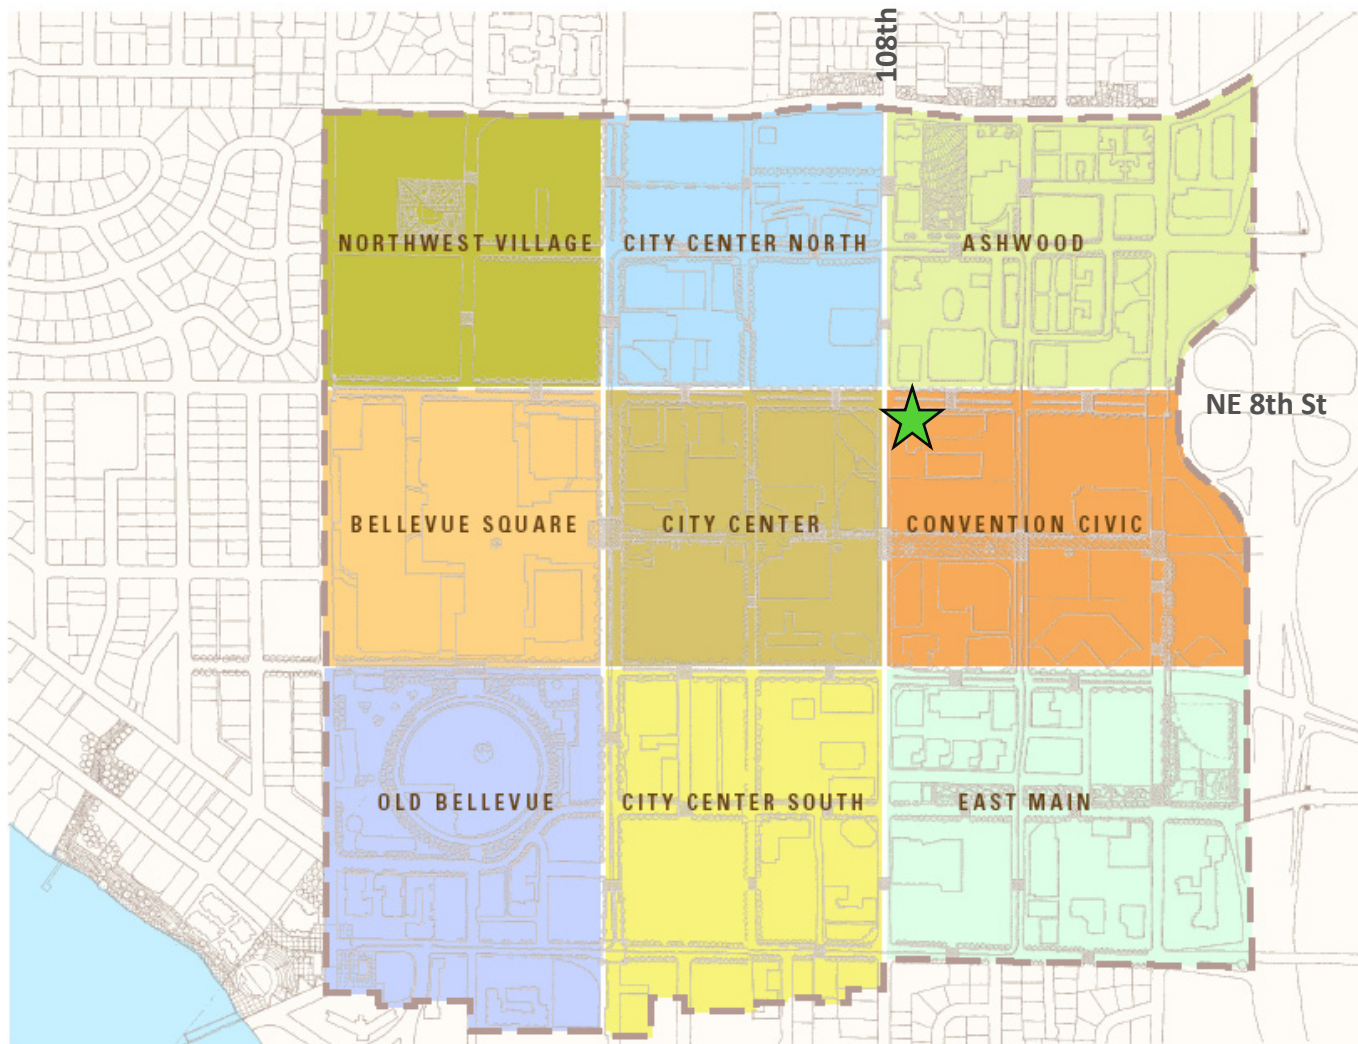 108th
NORTHWEST VILLAGE
CITY CENTER NORTH
ASHWOOD
NE 8th St
BELLEVUE SQUARE
CITY CENTER
CONVENTION CIVIC
OLD BELLEVUE
CITY CENTER SOUTH
EAST MAIN